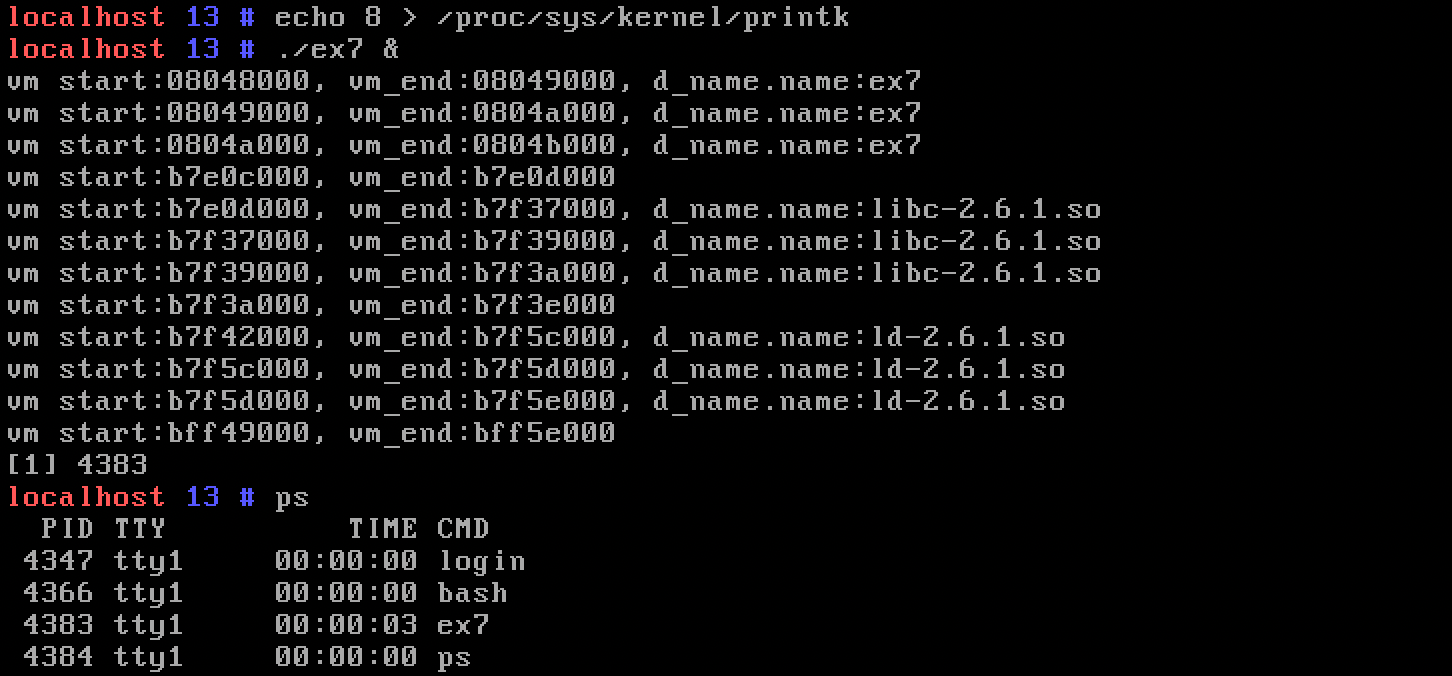 localhost 13 # echo 8 > /proc/sys/kernel/printk
localhost 13 # ./ex7 &
vm start:08048000, vm_end:08049000, d_name.name:ex7
vm start:08049000, vm_end:0804a000, d_name.name:ex7
vm start:0804a000, vm_end:0804b000, d_name.name:ex7
vm start:b7e0c000, vm_end:b7e0d000
vm start:b7e0d000, vm_end:b7f37000, d_name.name:libc-2.6.1.so
vm start:b7f37000, vm_end:b7f39000, d_name.name:libc-2.6.1.so
vm start:b7f39000, vm_end:b7f3a000, d_name.name:libc-2.6.1.so
vm start:b7f3a000, vm_end:b7f3e000
vm start:b7f42000, vm_end:b7f5c000, d_name.name:ld-2.6.1.so
vm start:b7f5c000, vm_end:b7f5d000, d_name.name:ld-2.6.1.so
vm start:b7f5d000, vm_end:b7f5e000, d_name.name:ld-2.6.1.so
vm start:bff49000, vm_end:bff5e000
[1] 4383
localhost 13 # ps
  PID TTY          TIME CMD
 4347 tty1     00:00:00 login
 4366 tty1     00:00:00 bash
 4383 tty1     00:00:03 ex7
 4384 tty1     00:00:00 ps